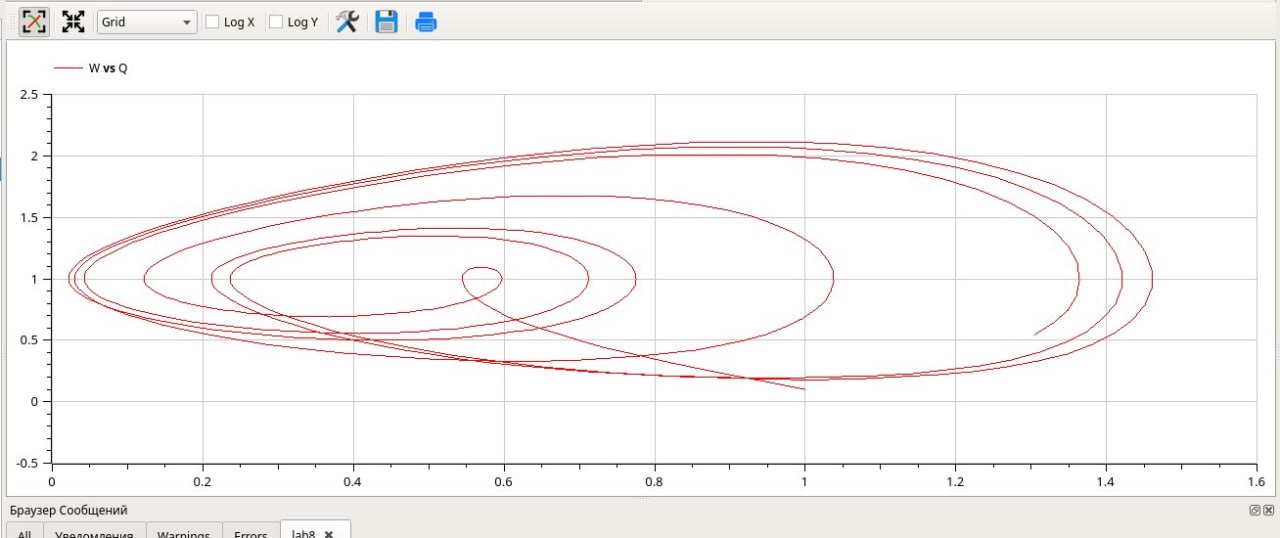 Grid Log X Log Y
W vs Q
2.5
2
1.5
1
0.5
0
-0.5
0 0.2 0.4 0.6 0.8 1 1.2 1.4 1.6
Браузер Сообщений
All Уведомления Warnings Errors lab8